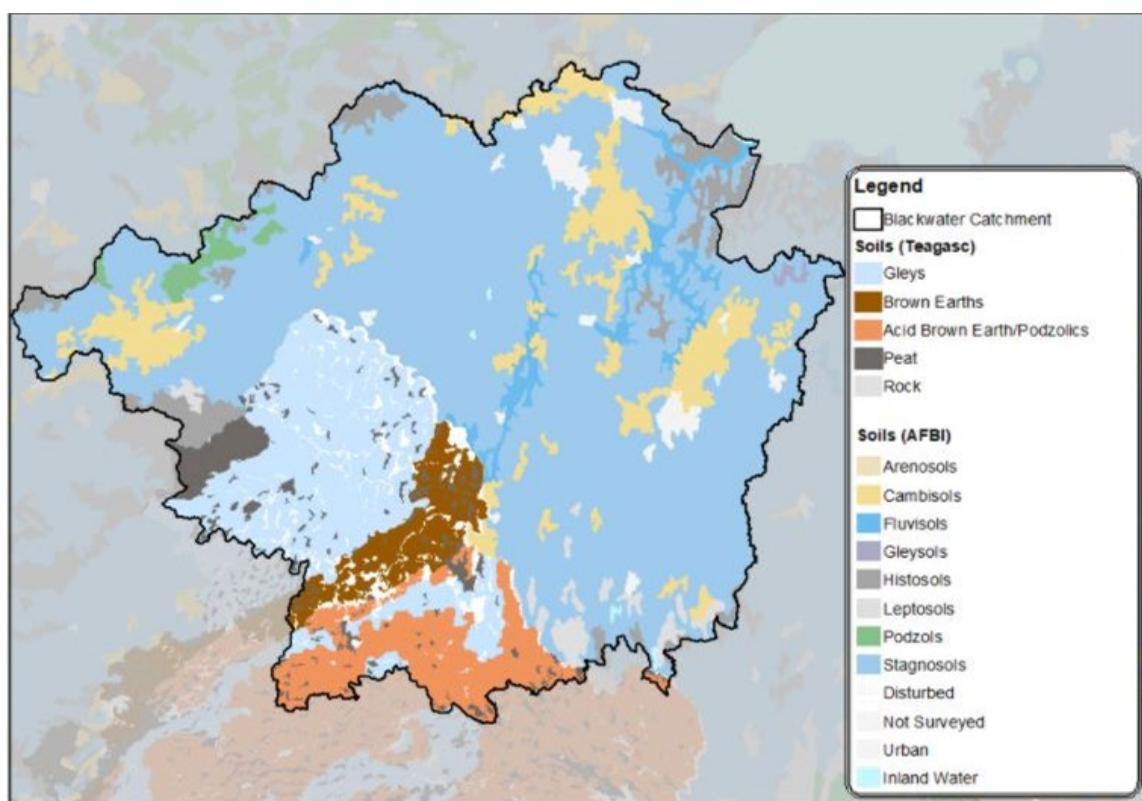 Legend
Blackwater Catchment
Soils (Teagasc)
Gleys
Brown Earths
Acid Brown Earth/Podzolics
Peat
Rock
Soils (AFBI)
Arenosols
Cambisols
Fluvisols
Gleysols
Histosols
Leptosols
Podzols
Stagnosols
Disturbed
Not Surveyed
Urban
Inland Water